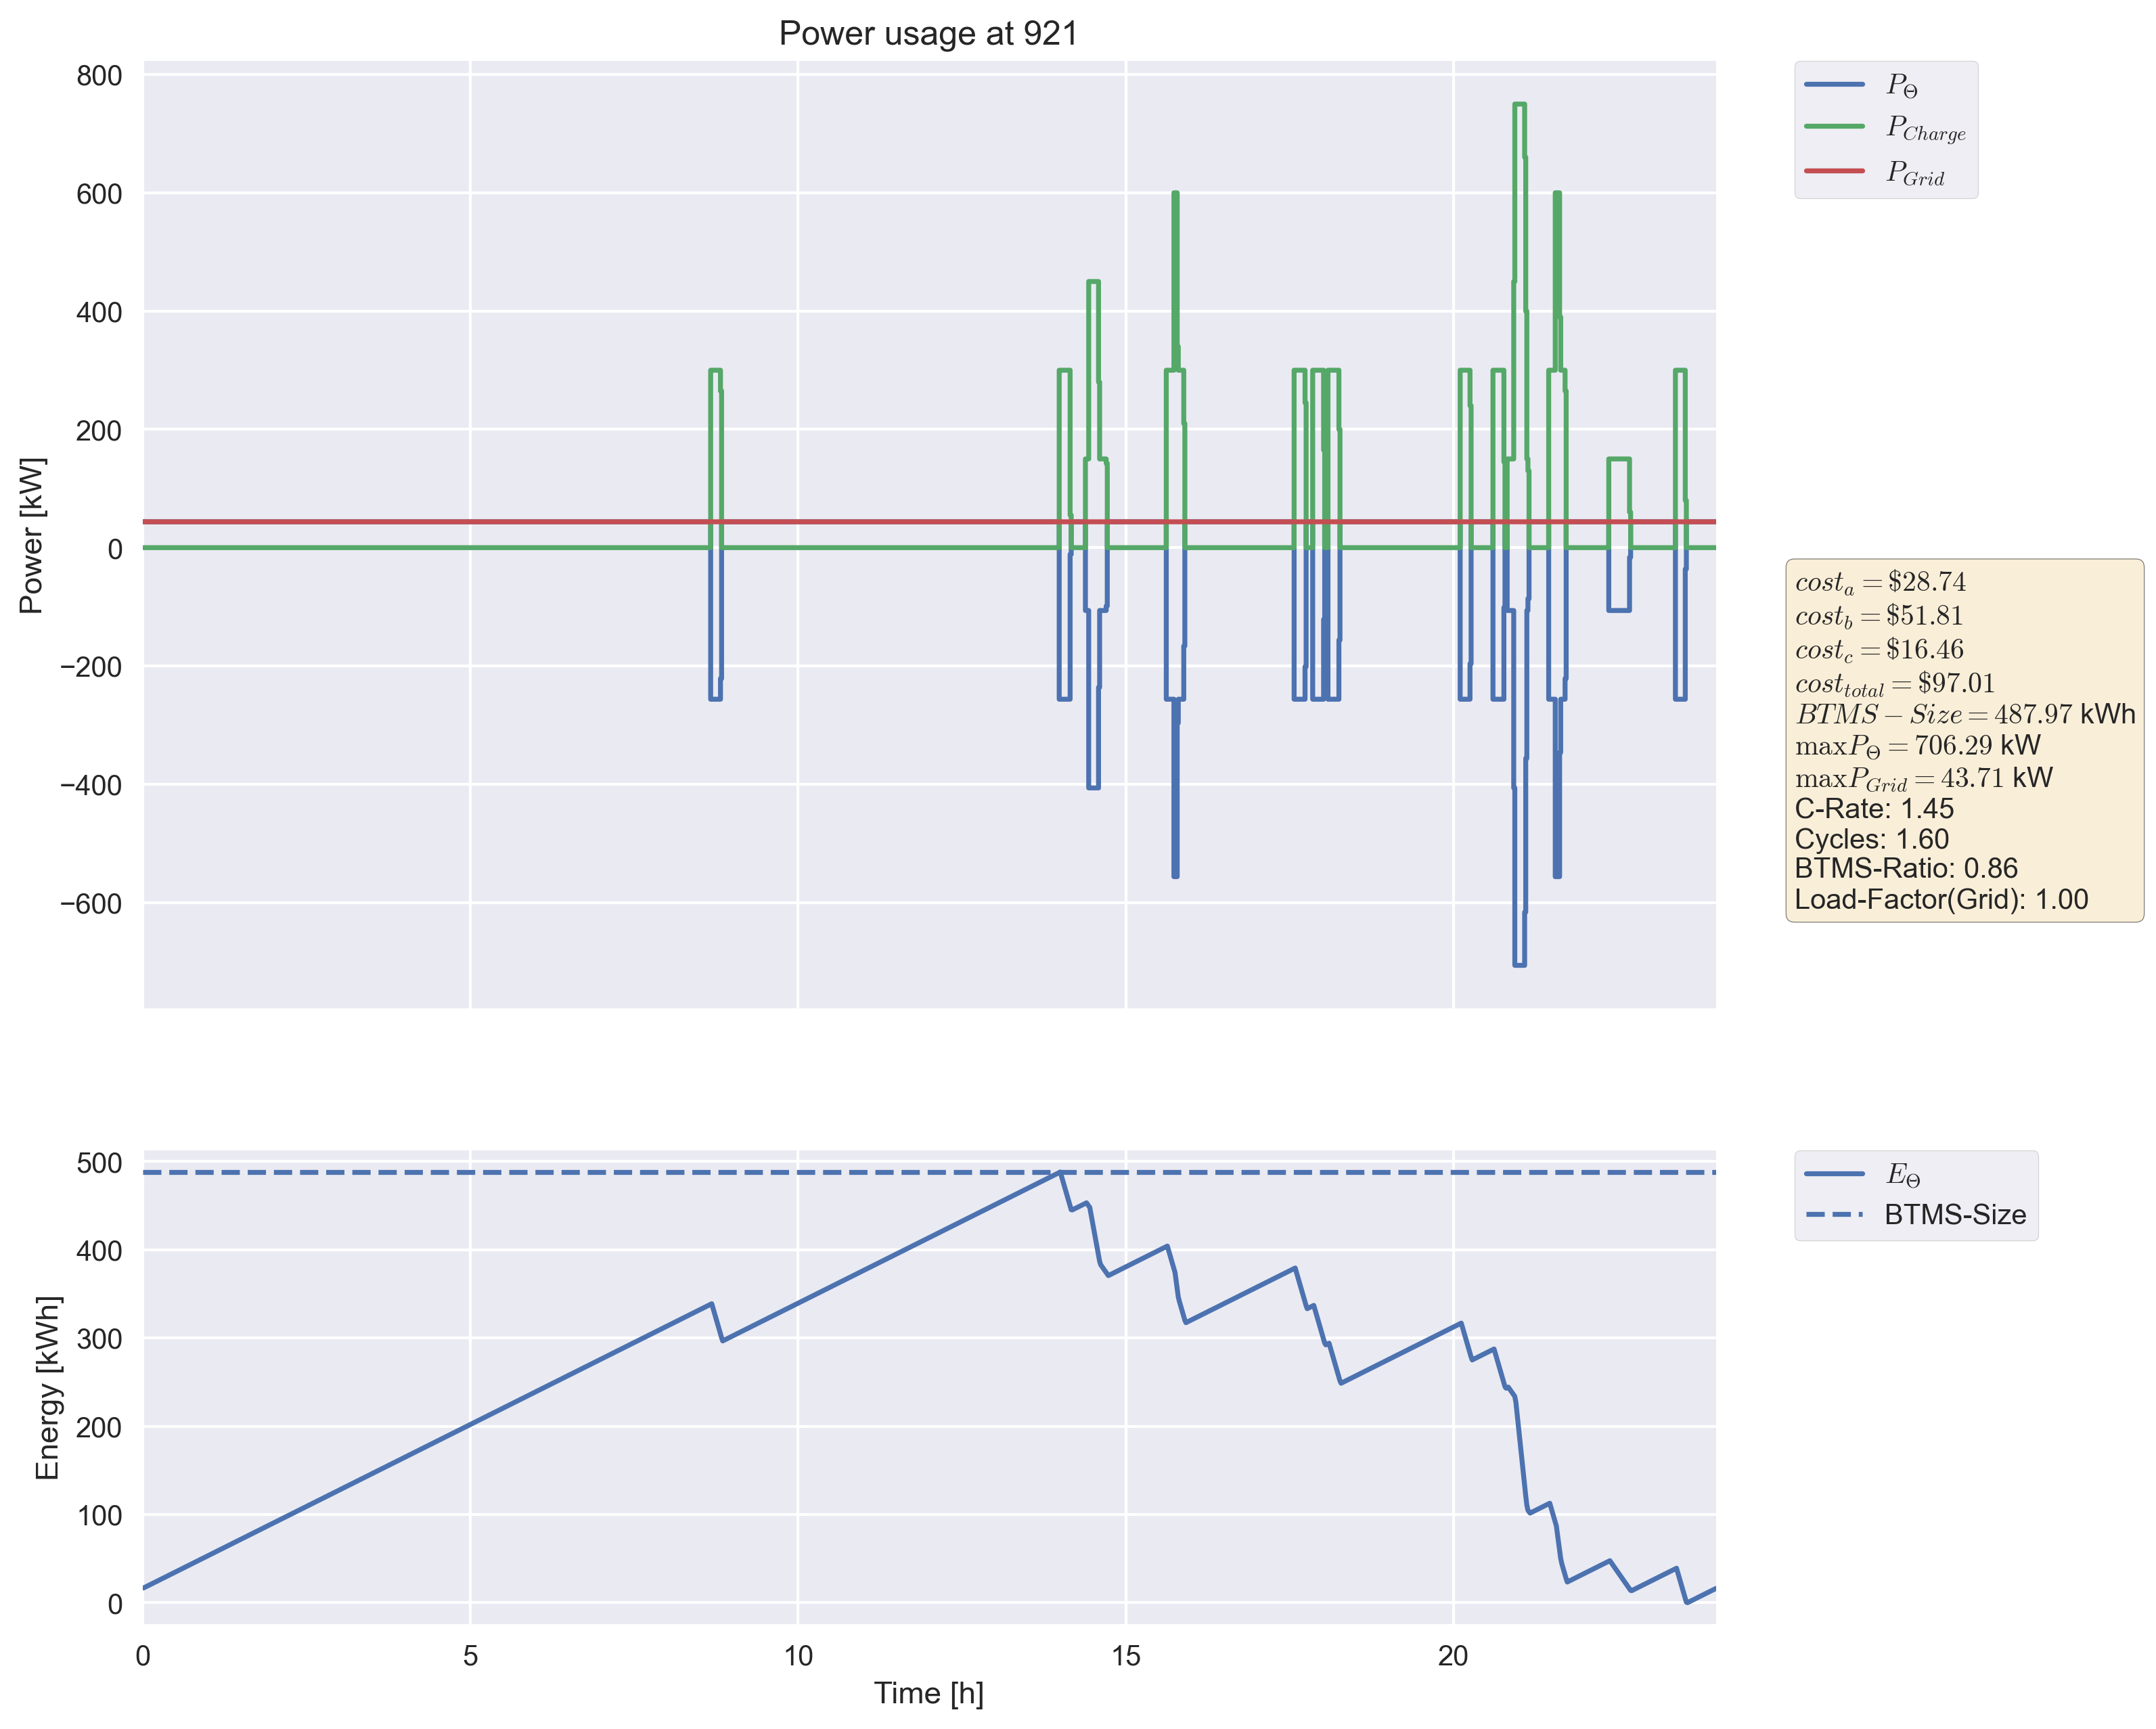 Power usage at 921
800
600
400
200
0
−200
−400
−600
Power [kW]
P_Θ
P_Charge
P_Grid
cost_a = $28.74
cost_b = $51.81
cost_c = $16.46
cost_total = $97.01
BTMS − Size = 487.97 kWh
max P_Θ = 706.29 kW
max P_Grid = 43.71 kW
C-Rate: 1.45
Cycles: 1.60
BTMS-Ratio: 0.86
Load-Factor(Grid): 1.00
500
400
300
200
100
0
Energy [kWh]
E_Θ
BTMS-Size
0 5 10 15 20
Time [h]